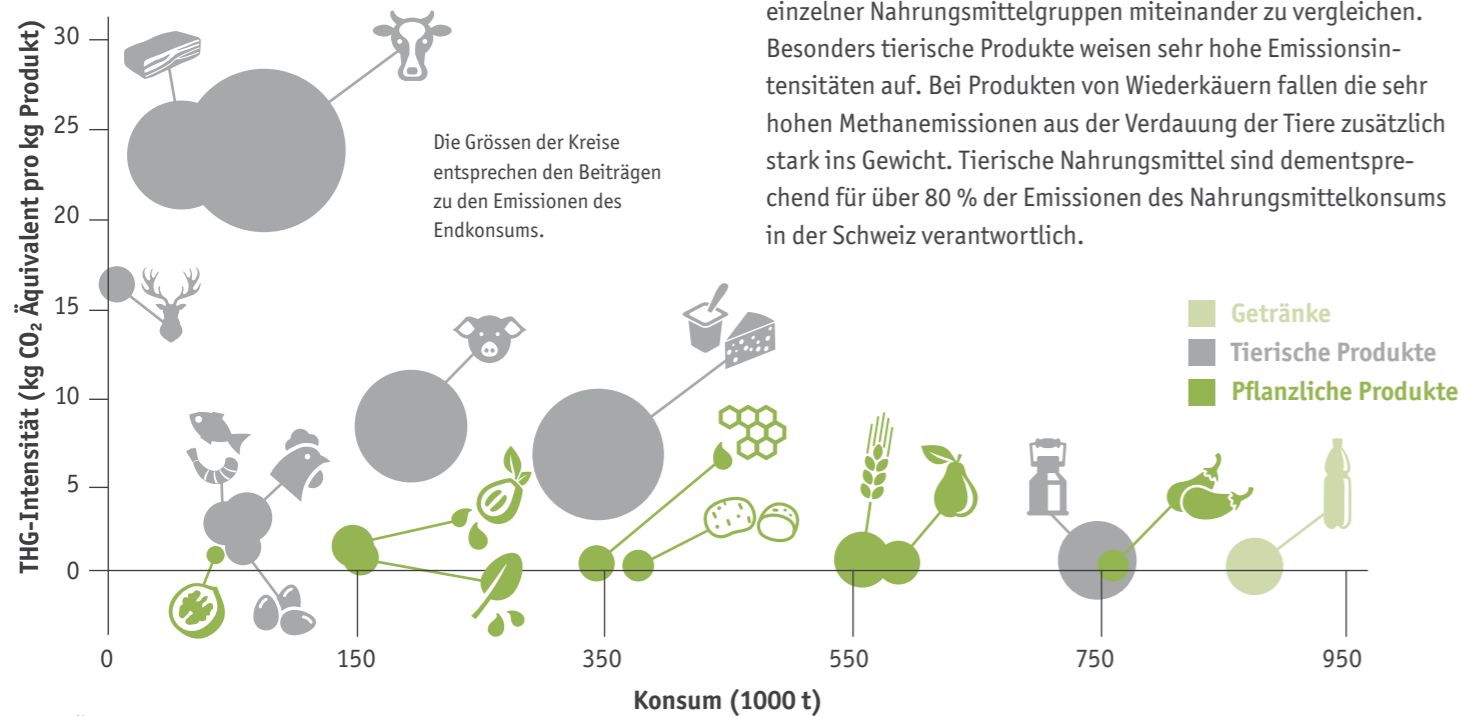 einzelner Nahrungsmittelgruppen miteinander zu vergleichen.
Besonders tierische Produkte weisen sehr hohe Emissionsin-
tensitäten auf. Bei Produkten von Wiederkäuern fallen die sehr
hohen Methanemissionen aus der Verdauung der Tiere zusätzlich
stark ins Gewicht. Tierische Nahrungsmittel sind dementspre-
chend für über 80 % der Emissionen des Nahrungsmittelkonsums
in der Schweiz verantwortlich.
THG-Intensität (kg CO₂ Äquivalent pro kg Produkt)
30
25
20
15
10
5
0
Die Grössen der Kreise
entsprechen den Beiträgen
zu den Emissionen des
Endkonsums.
Getränke
Tierische Produkte
Pflanzliche Produkte
0
150
350
550
750
950
Konsum (1000 t)